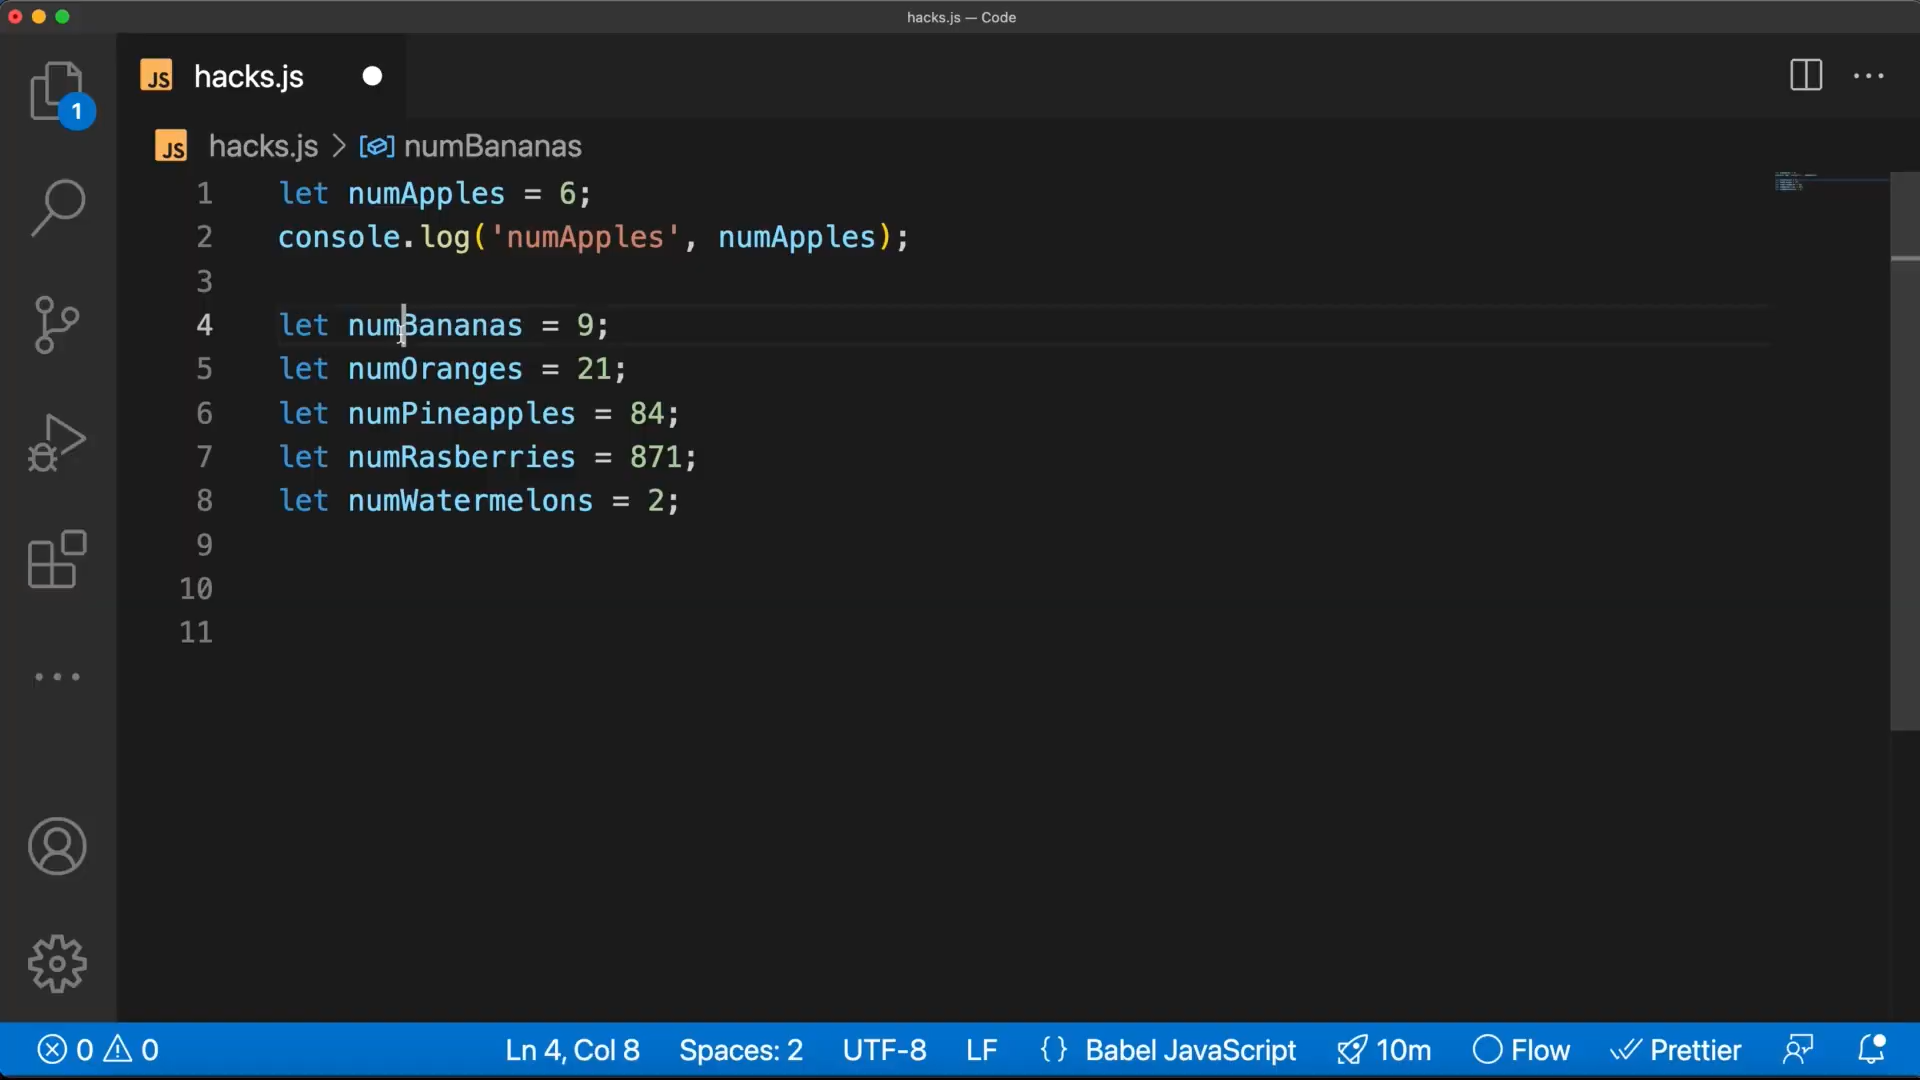 hacks.js — Code
JS hacks.js
1
JS hacks.js > numBananas
1 let numApples = 6;
2 console.log('numApples', numApples);
3
4 let numBananas = 9;
5 let numOranges = 21;
6 let numPineapples = 84;
7 let numRasberries = 871;
8 let numWatermelons = 2;
9
10
11
0 0 Ln 4, Col 8 Spaces: 2 UTF-8 LF {} Babel JavaScript 10m Flow Prettier